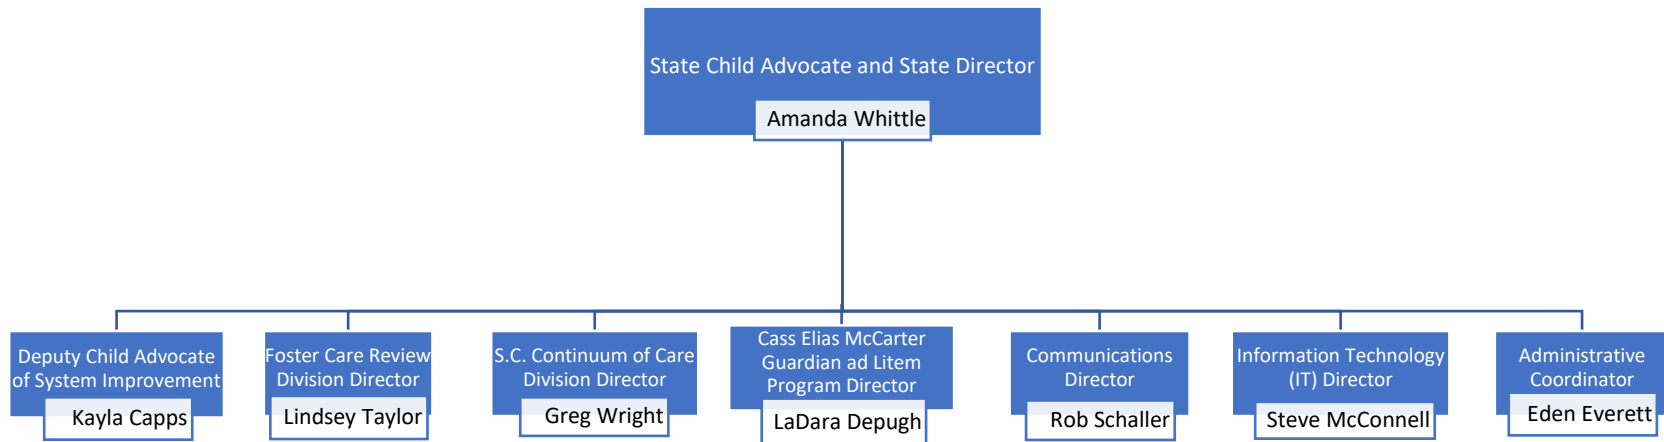 State Child Advocate and State Director
Amanda Whittle
Deputy Child Advocate
of System Improvement
Kayla Capps
Foster Care Review
Division Director
Lindsey Taylor
S.C. Continuum of Care
Division Director
Greg Wright
Cass Elias McCarter
Guardian ad Litem
Program Director
LaDara Depugh
Communications
Director
Rob Schaller
Information Technology
(IT) Director
Steve McConnell
Administrative
Coordinator
Eden Everett